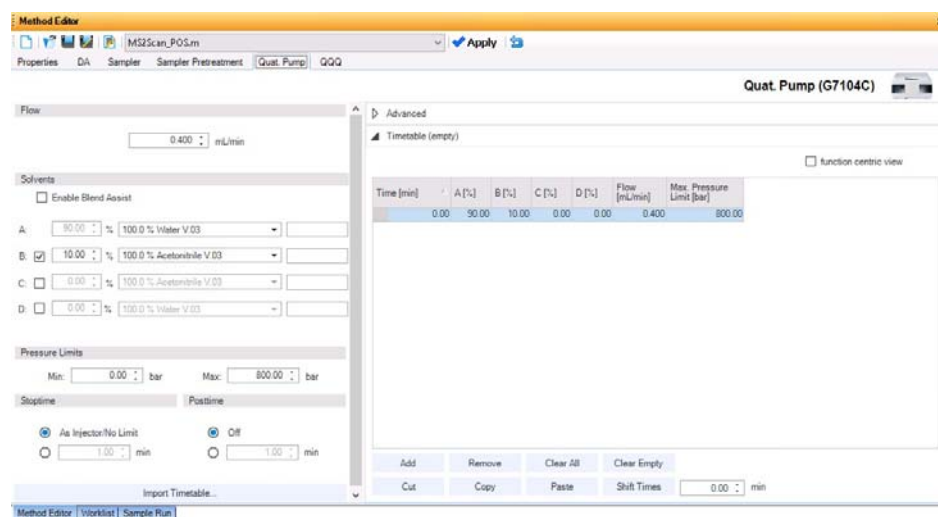 Method Editor
MS2Scan_POS.m Apply
Properties DA Sampler Sampler Pretreatment Quat. Pump QQQ
Quat. Pump (G7104C)
Flow
0.400 mL/min
Solvents
Enable Blend Assist
A: 90.00 % 100.0 % Water V.03
B: 10.00 % 100.0 % Acetonitrile V.03
C: 0.00 % 100.0 % Acetonitrile V.03
D: 0.00 % 100.0 % Water V.03
Pressure Limits
Min: 0.00 bar Max: 800.00 bar
Stoptime Posttime
As Injector/No Limit Off
1.00 min 1.00 min
Import Timetable...
Advanced
Timetable (empty)
function centric view
Time [min] A [%] B [%] C [%] D [%] Flow [mL/min] Max. Pressure Limit [bar]
0.00 90.00 10.00 0.00 0.00 0.400 800.00
Add Remove Clear All Clear Empty
Cut Copy Paste Shift Times 0.00 min
Method Editor Worklist Sample Run